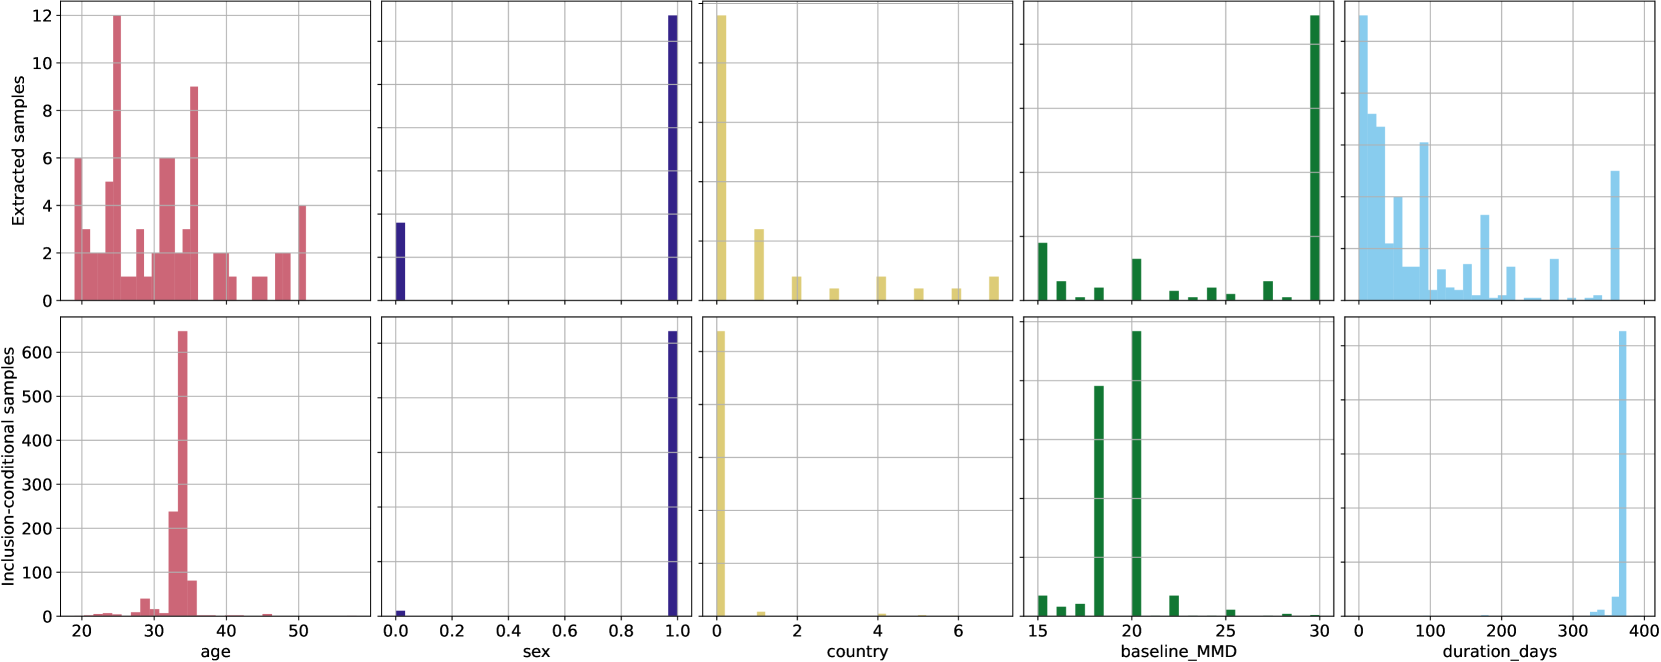 Extracted samples
12
10
8
6
4
2
0
Inclusion-conditional samples
600
500
400
300
200
100
0
20 30 40 50
age
0.0 0.2 0.4 0.6 0.8 1.0
sex
0 2 4 6
country
15 20 25 30
baseline_MMD
0 100 200 300 400
duration_days